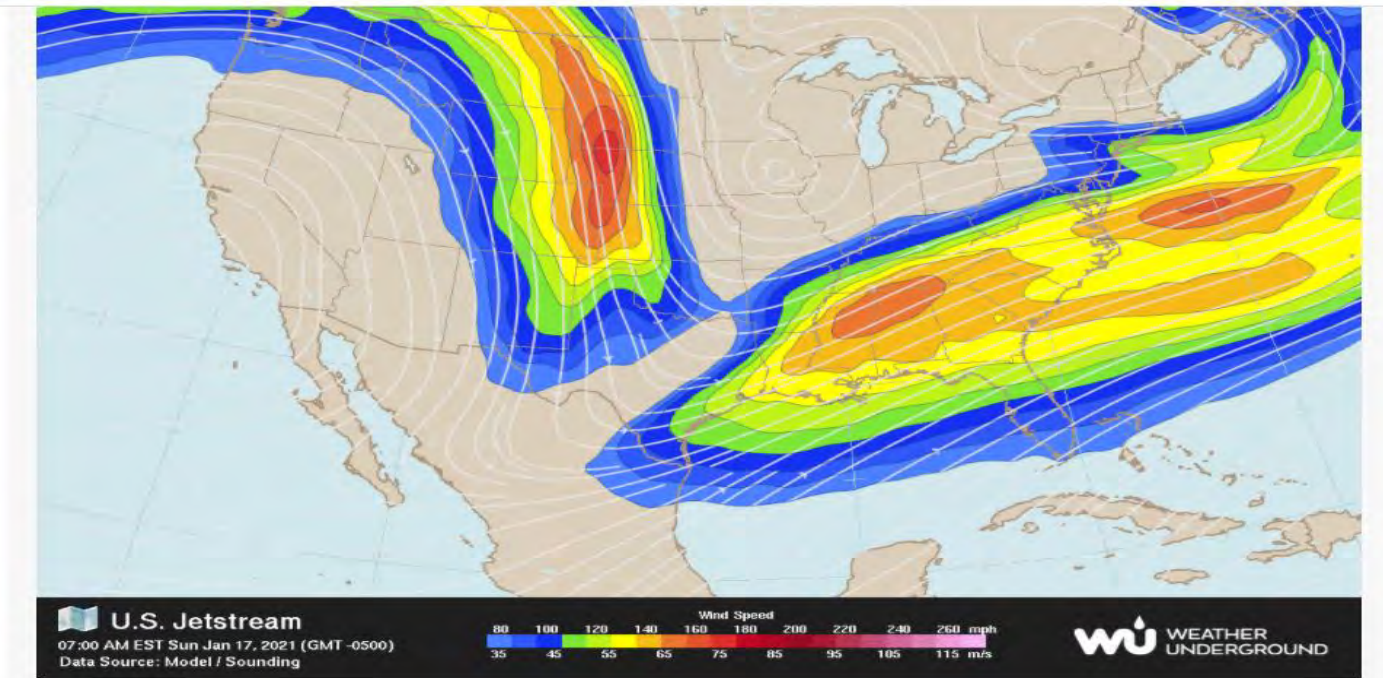 U.S. Jetstream
07:00 AM EST Sun Jan 17, 2021 (GMT -0500)
Data Source: Model / Sounding
Wind Speed
80 100 120 140 160 180 200 220 240 260 mph
35 45 55 65 75 85 95 105 115 m/s
WU WEATHER
UNDERGROUND